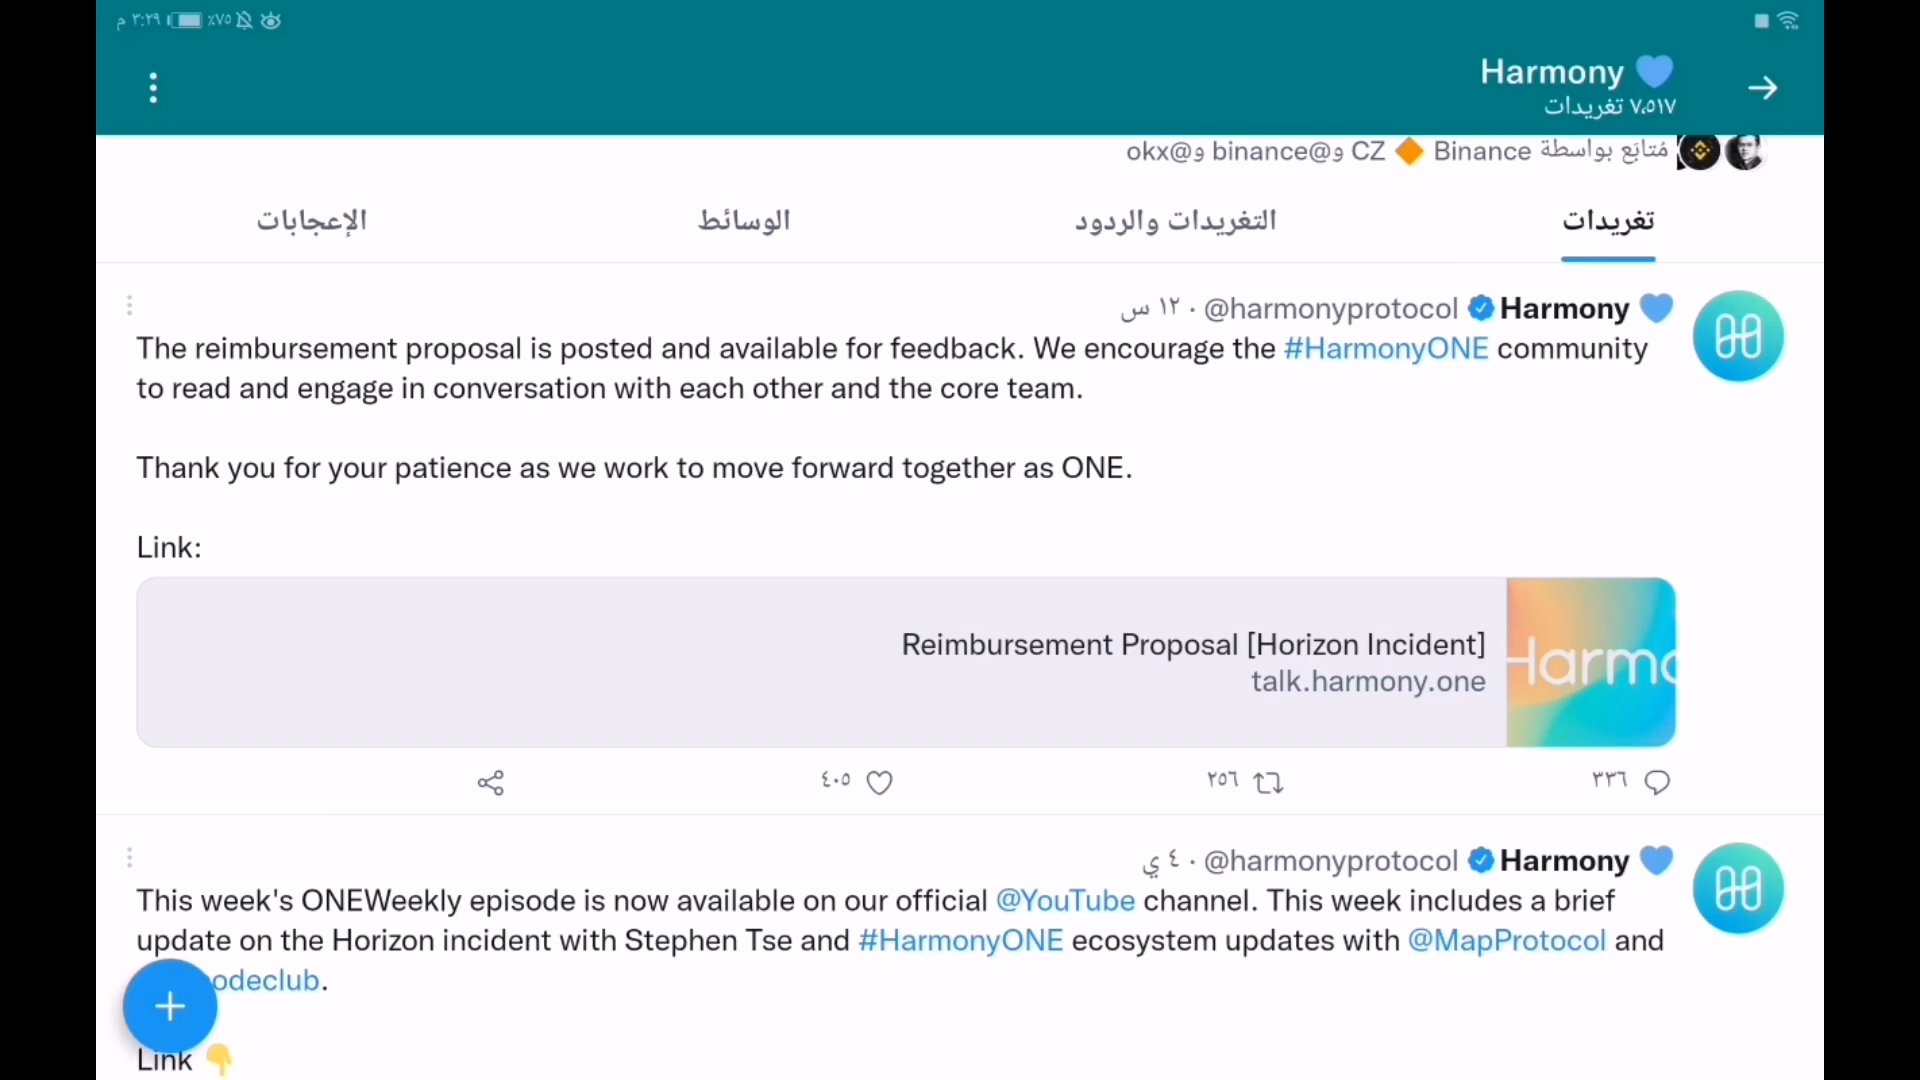 ٣:٢٩ م ٪٧٥
Harmony 💙
٧،٥١٧ تغريدات
مُتابَع بواسطة Binance 🔶 CZ و@binance و@okx
تغريدات
التغريدات والردود
الوسائط
الإعجابات
Harmony 💙 @harmonyprotocol · ١٢ س
The reimbursement proposal is posted and available for feedback. We encourage the #HarmonyONE community
to read and engage in conversation with each other and the core team.
Thank you for your patience as we work to move forward together as ONE.
Link:
Reimbursement Proposal [Horizon Incident]
talk.harmony.one
Harmo
٣٣٦
٢٥٦
٤٠٥
Harmony 💙 @harmonyprotocol · ٤ ي
This week's ONEWeekly episode is now available on our official @YouTube channel. This week includes a brief
update on the Horizon incident with Stephen Tse and #HarmonyONE ecosystem updates with @MapProtocol and
odeclub.
Link 👇